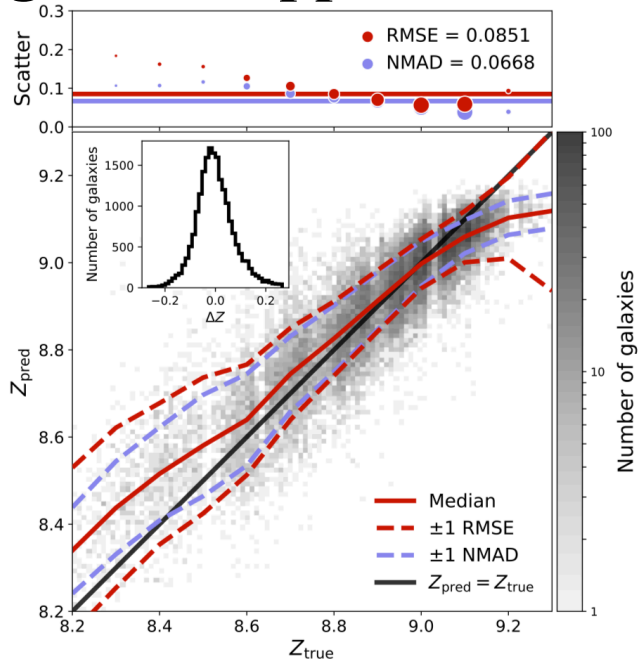 0.3
0.2
0.1
0.0
Scatter
RMSE = 0.0851
NMAD = 0.0668
9.2
9.0
8.8
8.6
8.4
8.2
Z_pred
1500
1000
500
0
Number of galaxies
−0.2 0.0 0.2
ΔZ
Median
±1 RMSE
±1 NMAD
Z_pred = Z_true
8.2 8.4 8.6 8.8 9.0 9.2
Z_true
100
10
1
Number of galaxies